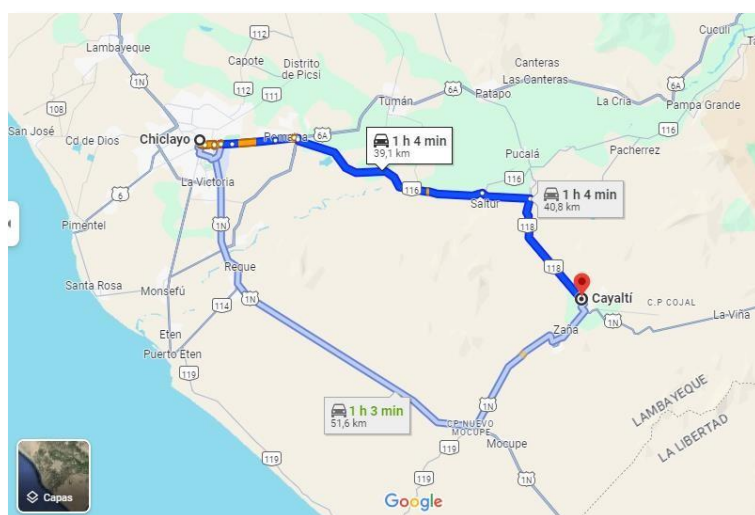 Cuculi
112
Canteras
Lambayeque
Capote
Distrito
de Picsi
Las Canteras
1N
112
6A
6A
112
111
Tumán
Patapo
La Cria
Pampa Grande
108
San José
Cd de Dios
Chiclayo
Pomalca
6A
1 h 4 min
39,1 km
116
Pacherrez
La Victoria
Pucalá
116
116
1 h 4 min
40,8 km
6
Saltur
Pimentel
1N
118
Reque
118
Santa Rosa
Monsefú
114
1N
Cayaltí
C.P COJAL
1N
La Viña
Eten
Zaña
Puerto Eten
119
1 h 3 min
51,6 km
1N
C.P. NUEVO
MOCUPE
Mocupe
LAMBAYEQUE
LA LIBERTAD
119
119
119
1N
Capas
Google